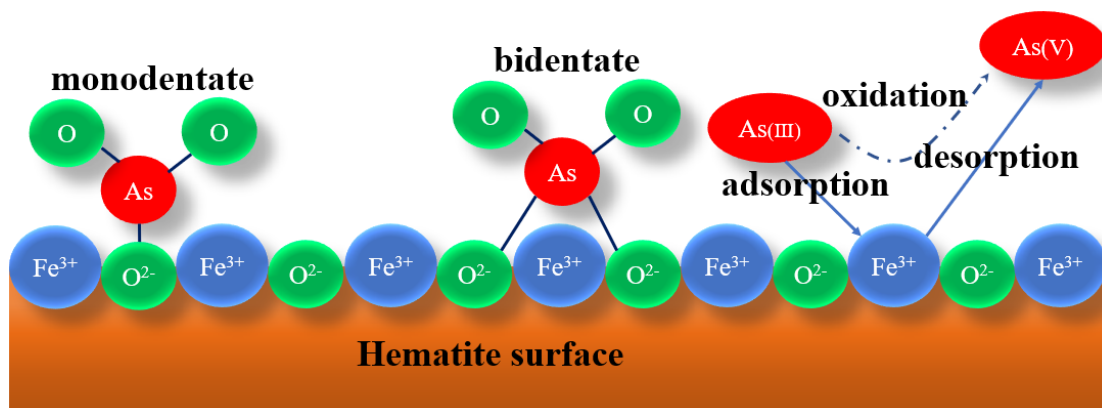 monodentate
bidentate
As(V)
O
O
O
O
oxidation
As(III)
As
As
adsorption
desorption
Fe³⁺
O²⁻
Fe³⁺
O²⁻
Fe³⁺
O²⁻
Fe³⁺
O²⁻
Fe³⁺
O²⁻
Fe³⁺
O²⁻
Fe³⁺
Hematite surface